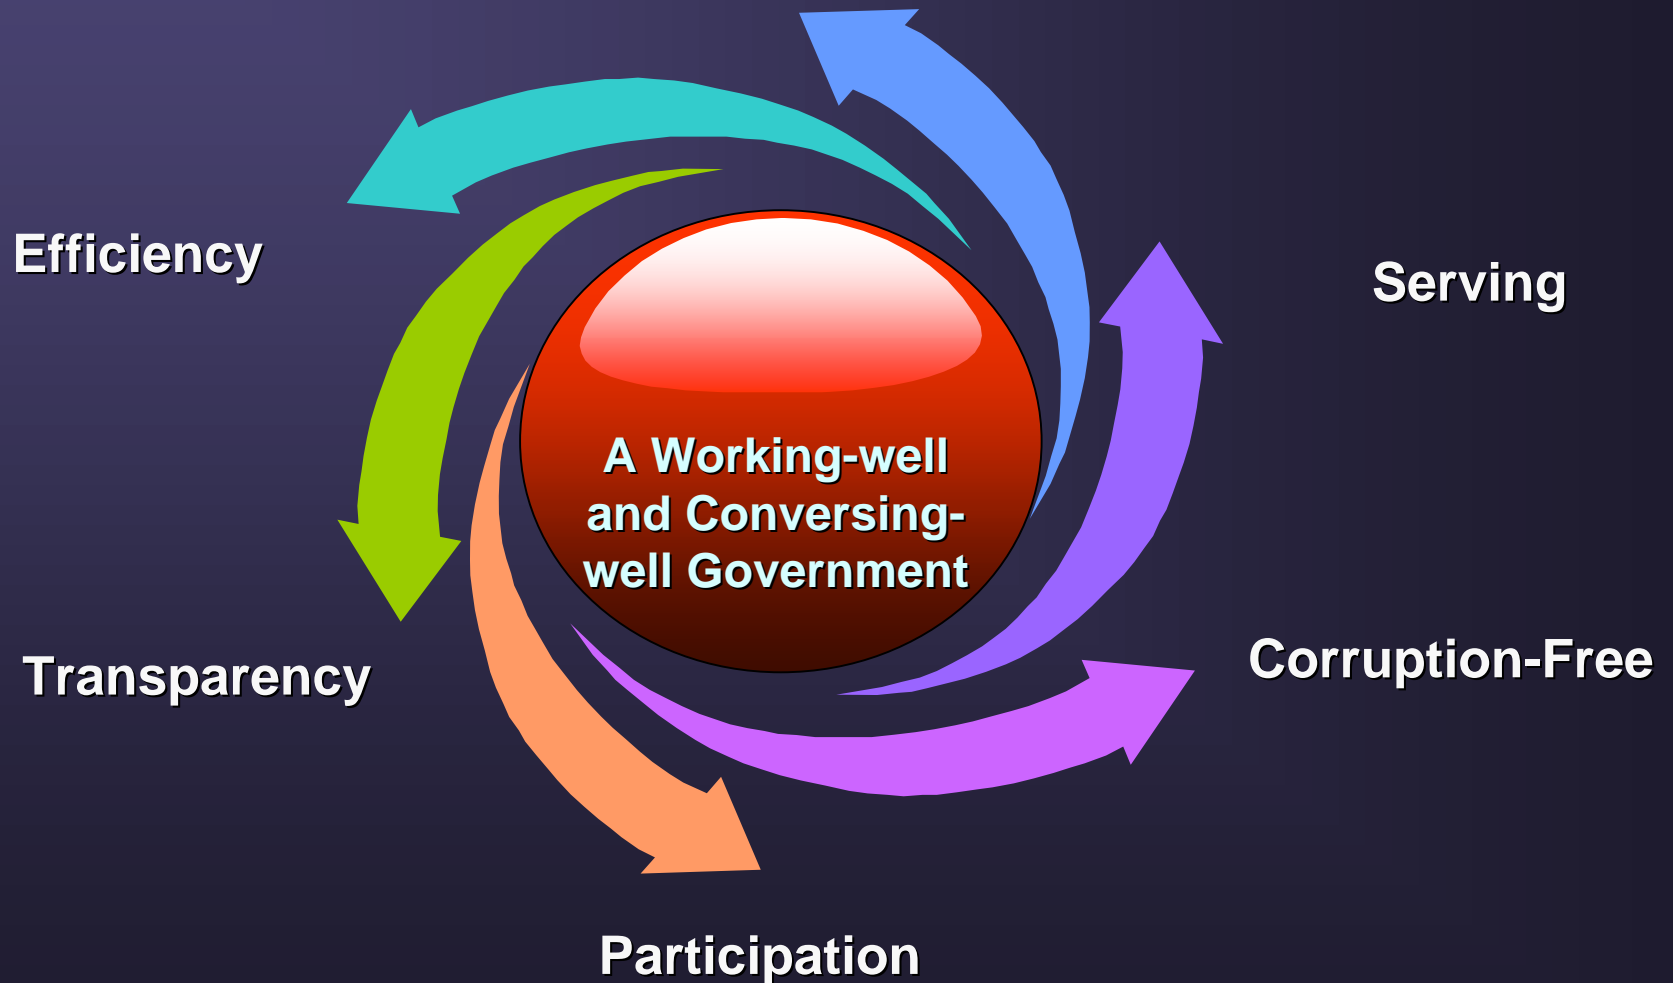 Efficiency
Serving
A Working-well
and Conversing-
well Government
Corruption-Free
Transparency
Participation